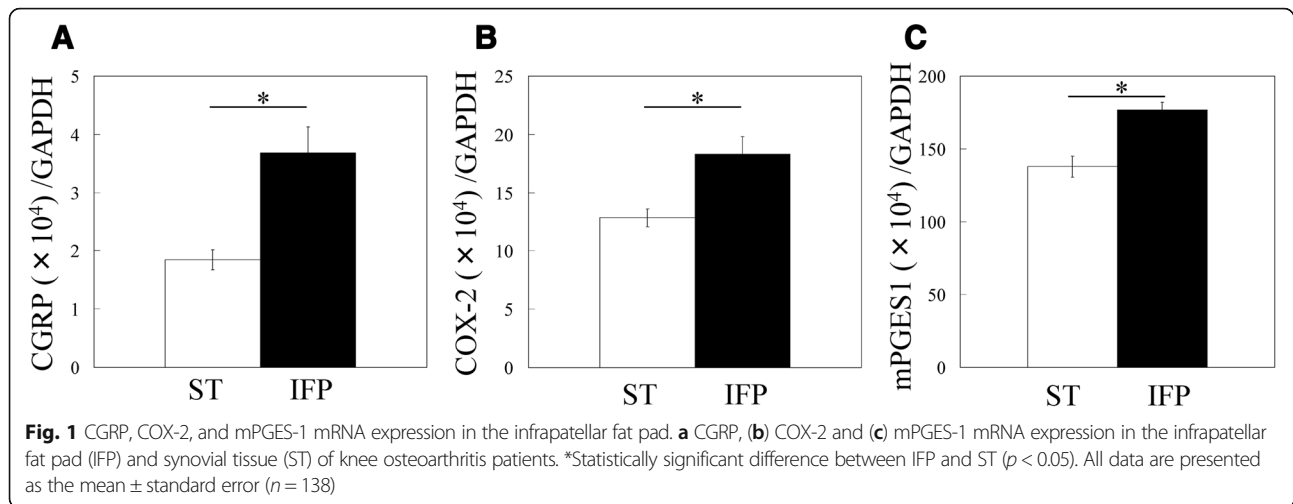 A
B
C
CGRP (×10⁴) /GAPDH
5
4
3
2
1
0
*
ST IFP
COX-2 (×10⁴) /GAPDH
25
20
15
10
5
0
*
ST IFP
mPGES1 (×10⁴) /GAPDH
200
150
100
50
0
*
ST IFP
Fig. 1 CGRP, COX-2, and mPGES-1 mRNA expression in the infrapatellar fat pad. a CGRP, (b) COX-2 and (c) mPGES-1 mRNA expression in the infrapatellar
fat pad (IFP) and synovial tissue (ST) of knee osteoarthritis patients. *Statistically significant difference between IFP and ST (p < 0.05). All data are presented
as the mean ± standard error (n = 138)